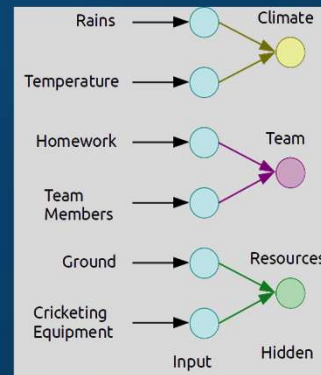 Rains
Climate
Temperature
Homework
Team
Team
Members
Ground
Resources
Cricketing
Equipment
Input
Hidden